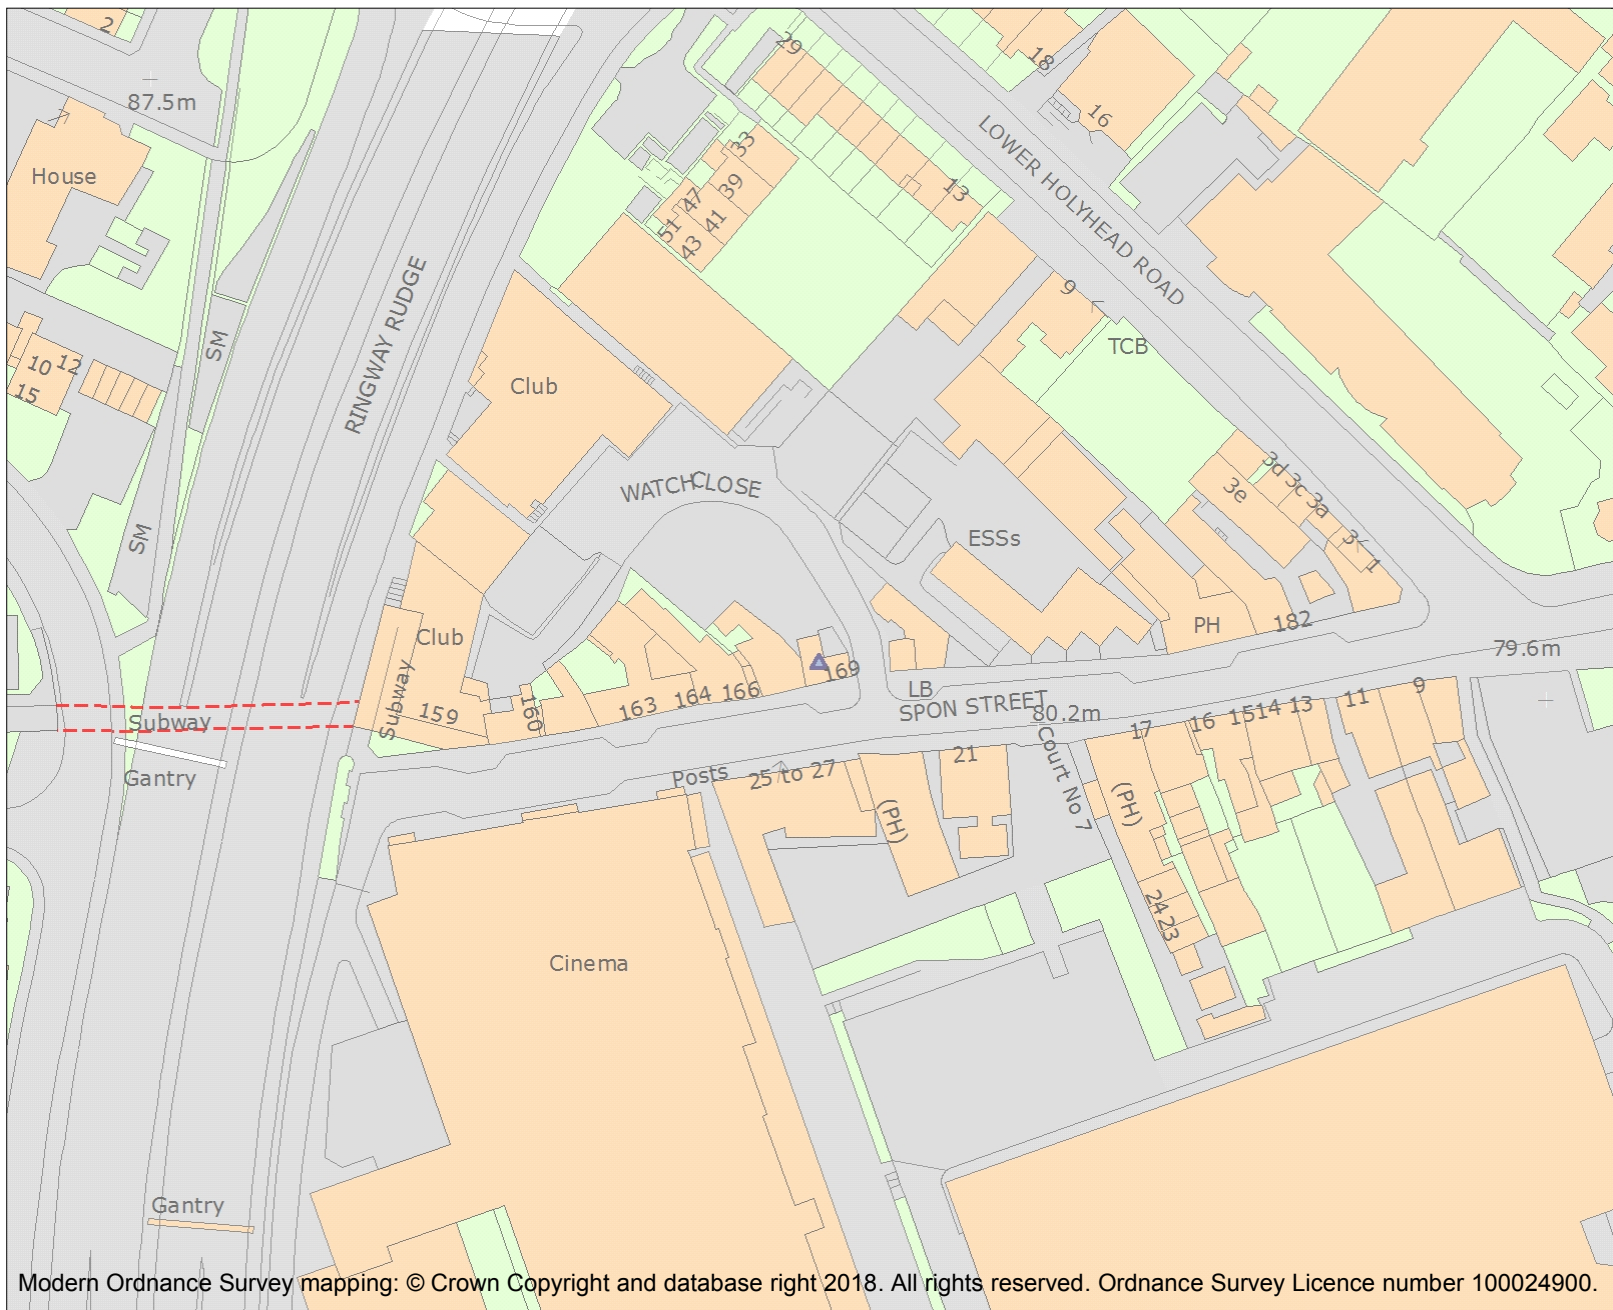 2
87.5m
House
29
18
16
LOWER HOLYHEAD ROAD
33
39
47
41
51
43
13
RINGWAY RUDGE
SM
10
12
15
Club
9
TCB
WATCH CLOSE
SM
ESSs
3d
3c
3a
3e
3
1
Club
PH
182
79.6m
Subway
Subway
159
160
163
164
166
169
LB
SPON STREET
80.2m
Gantry
Posts
25 to 27
(PH)
21
Court No 7
17
16
15
14
13
11
9
(PH)
24
23
Cinema
Gantry
Modern Ordnance Survey mapping: © Crown Copyright and database right 2018. All rights reserved. Ordnance Survey Licence number 100024900.